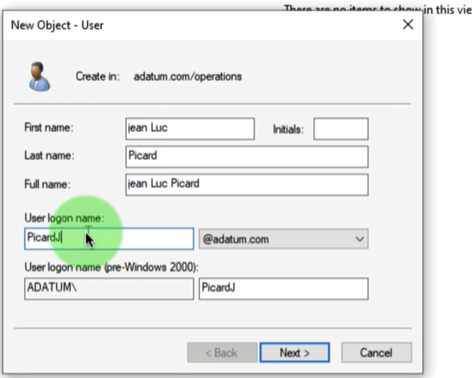 There are no items to show in this vie
New Object - User
Create in: adatum.com/operations
First name: jean Luc Initials:
Last name: Picard
Full name: jean Luc Picard
User logon name:
PicardJ @adatum.com
User logon name (pre-Windows 2000):
ADATUM\ PicardJ
< Back Next > Cancel